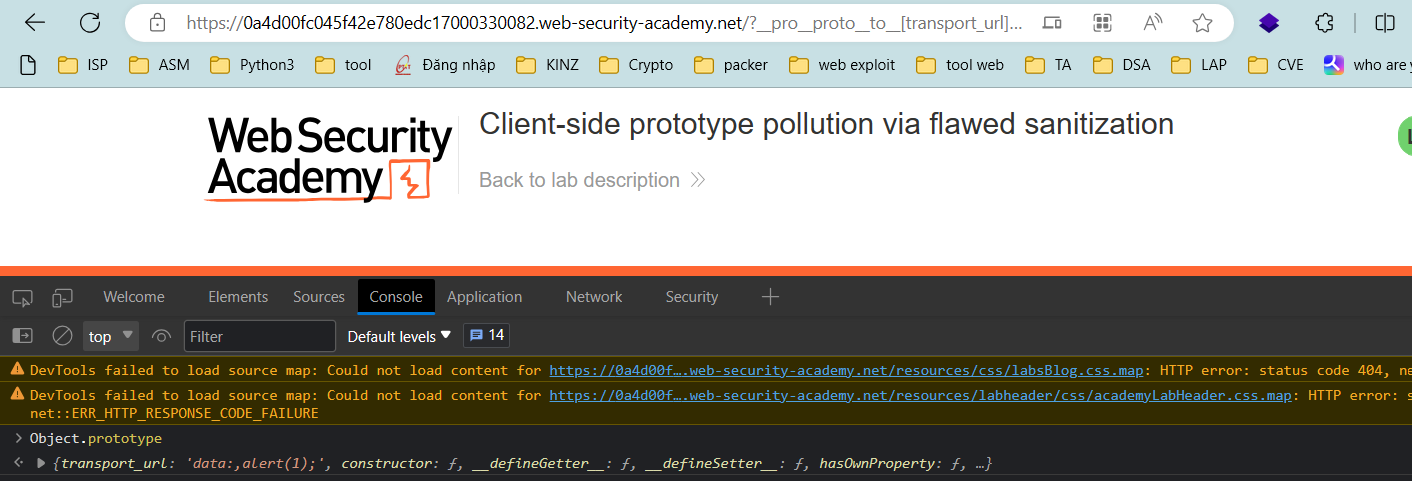 https://0a4d00fc045f42e780edc17000330082.web-security-academy.net/?__pro__proto__to__[transport_url]...
ISP ASM Python3 tool Đăng nhập KINZ Crypto packer web exploit tool web TA DSA LAP CVE who are
Web Security
Academy
Client-side prototype pollution via flawed sanitization
Back to lab description
Welcome Elements Sources Console Application Network Security
top Filter Default levels 14
DevTools failed to load source map: Could not load content for https://0a4d00f….web-security-academy.net/resources/css/labsBlog.css.map: HTTP error: status code 404,
DevTools failed to load source map: Could not load content for https://0a4d00f….web-security-academy.net/resources/labheader/css/academyLabHeader.css.map: HTTP error:
net::ERR_HTTP_RESPONSE_CODE_FAILURE
Object.prototype
{transport_url: 'data:,alert(1);', constructor: ƒ, __defineGetter__: ƒ, __defineSetter__: ƒ, hasOwnProperty: ƒ, …}